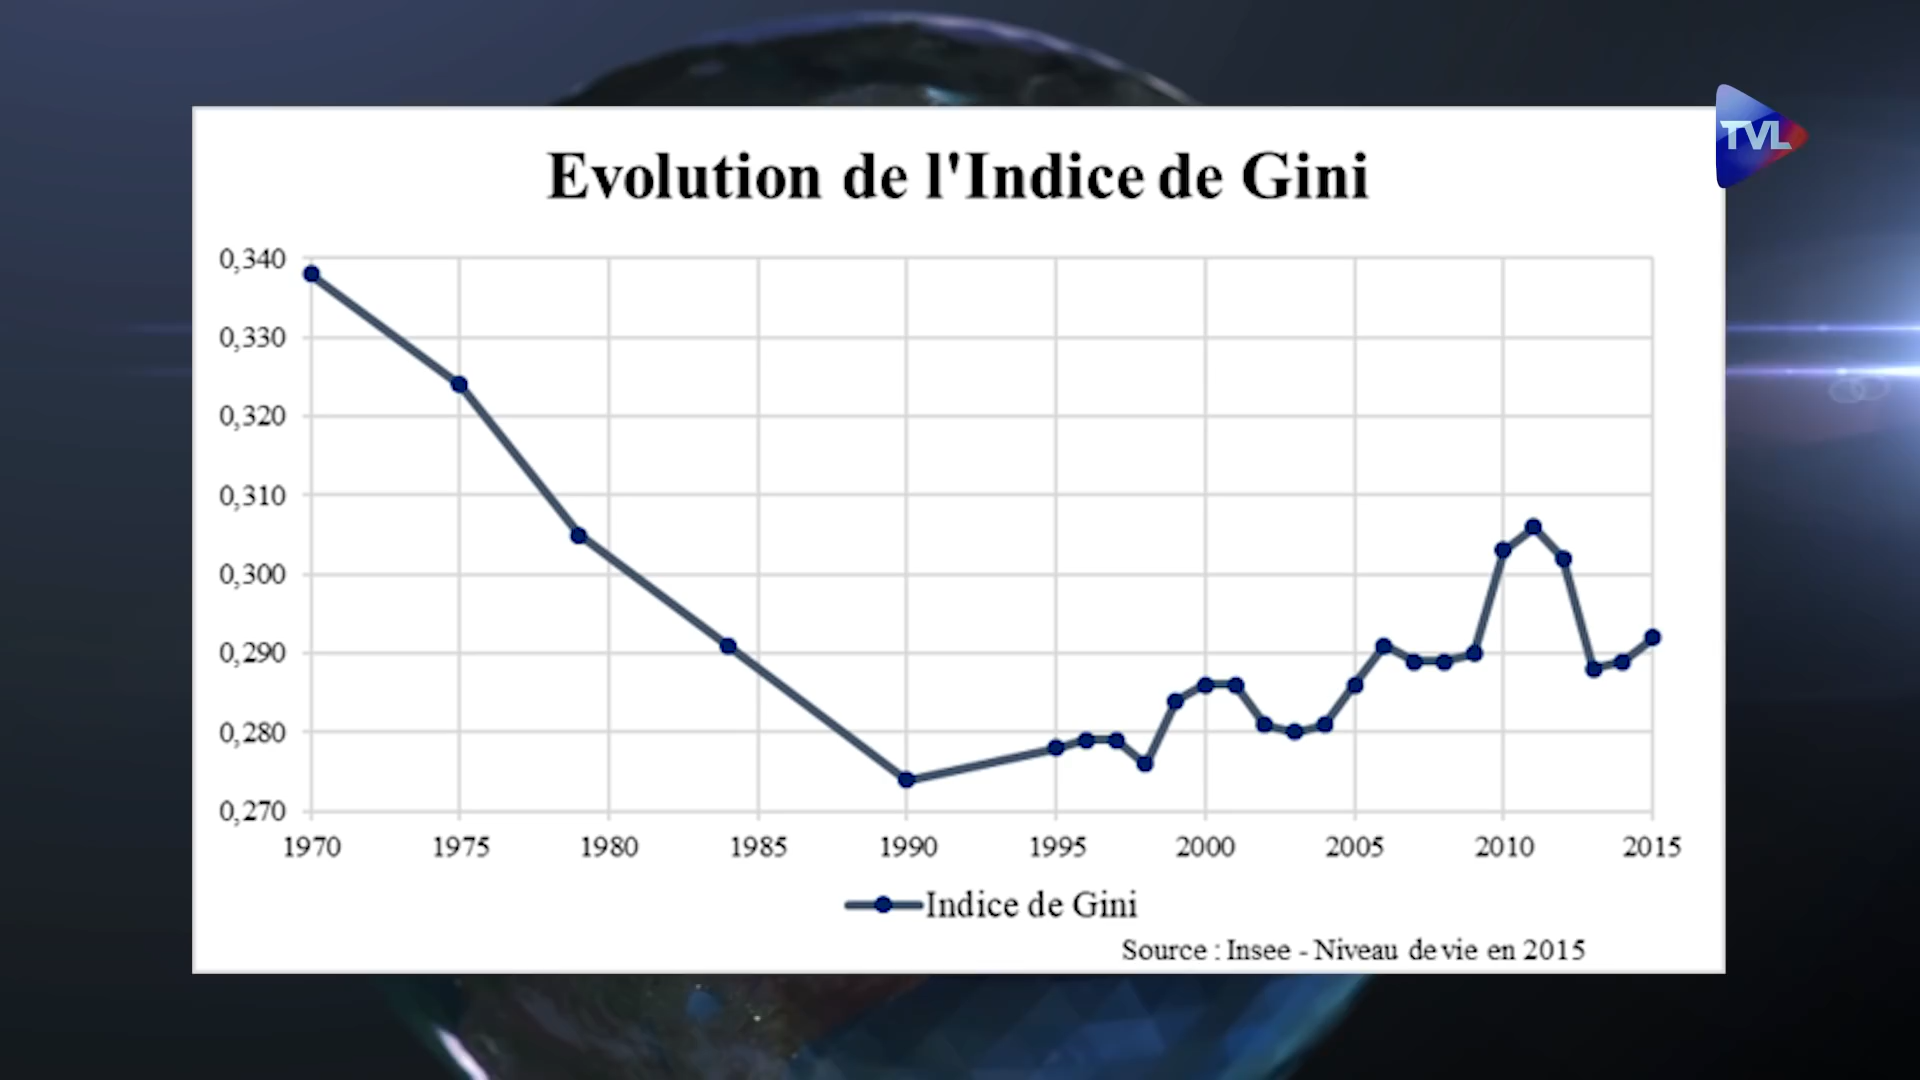 TVL
Evolution de l'Indice de Gini
0,340
0,330
0,320
0,310
0,300
0,290
0,280
0,270
1970 1975 1980 1985 1990 1995 2000 2005 2010 2015
Indice de Gini
Source : Insee - Niveau de vie en 2015